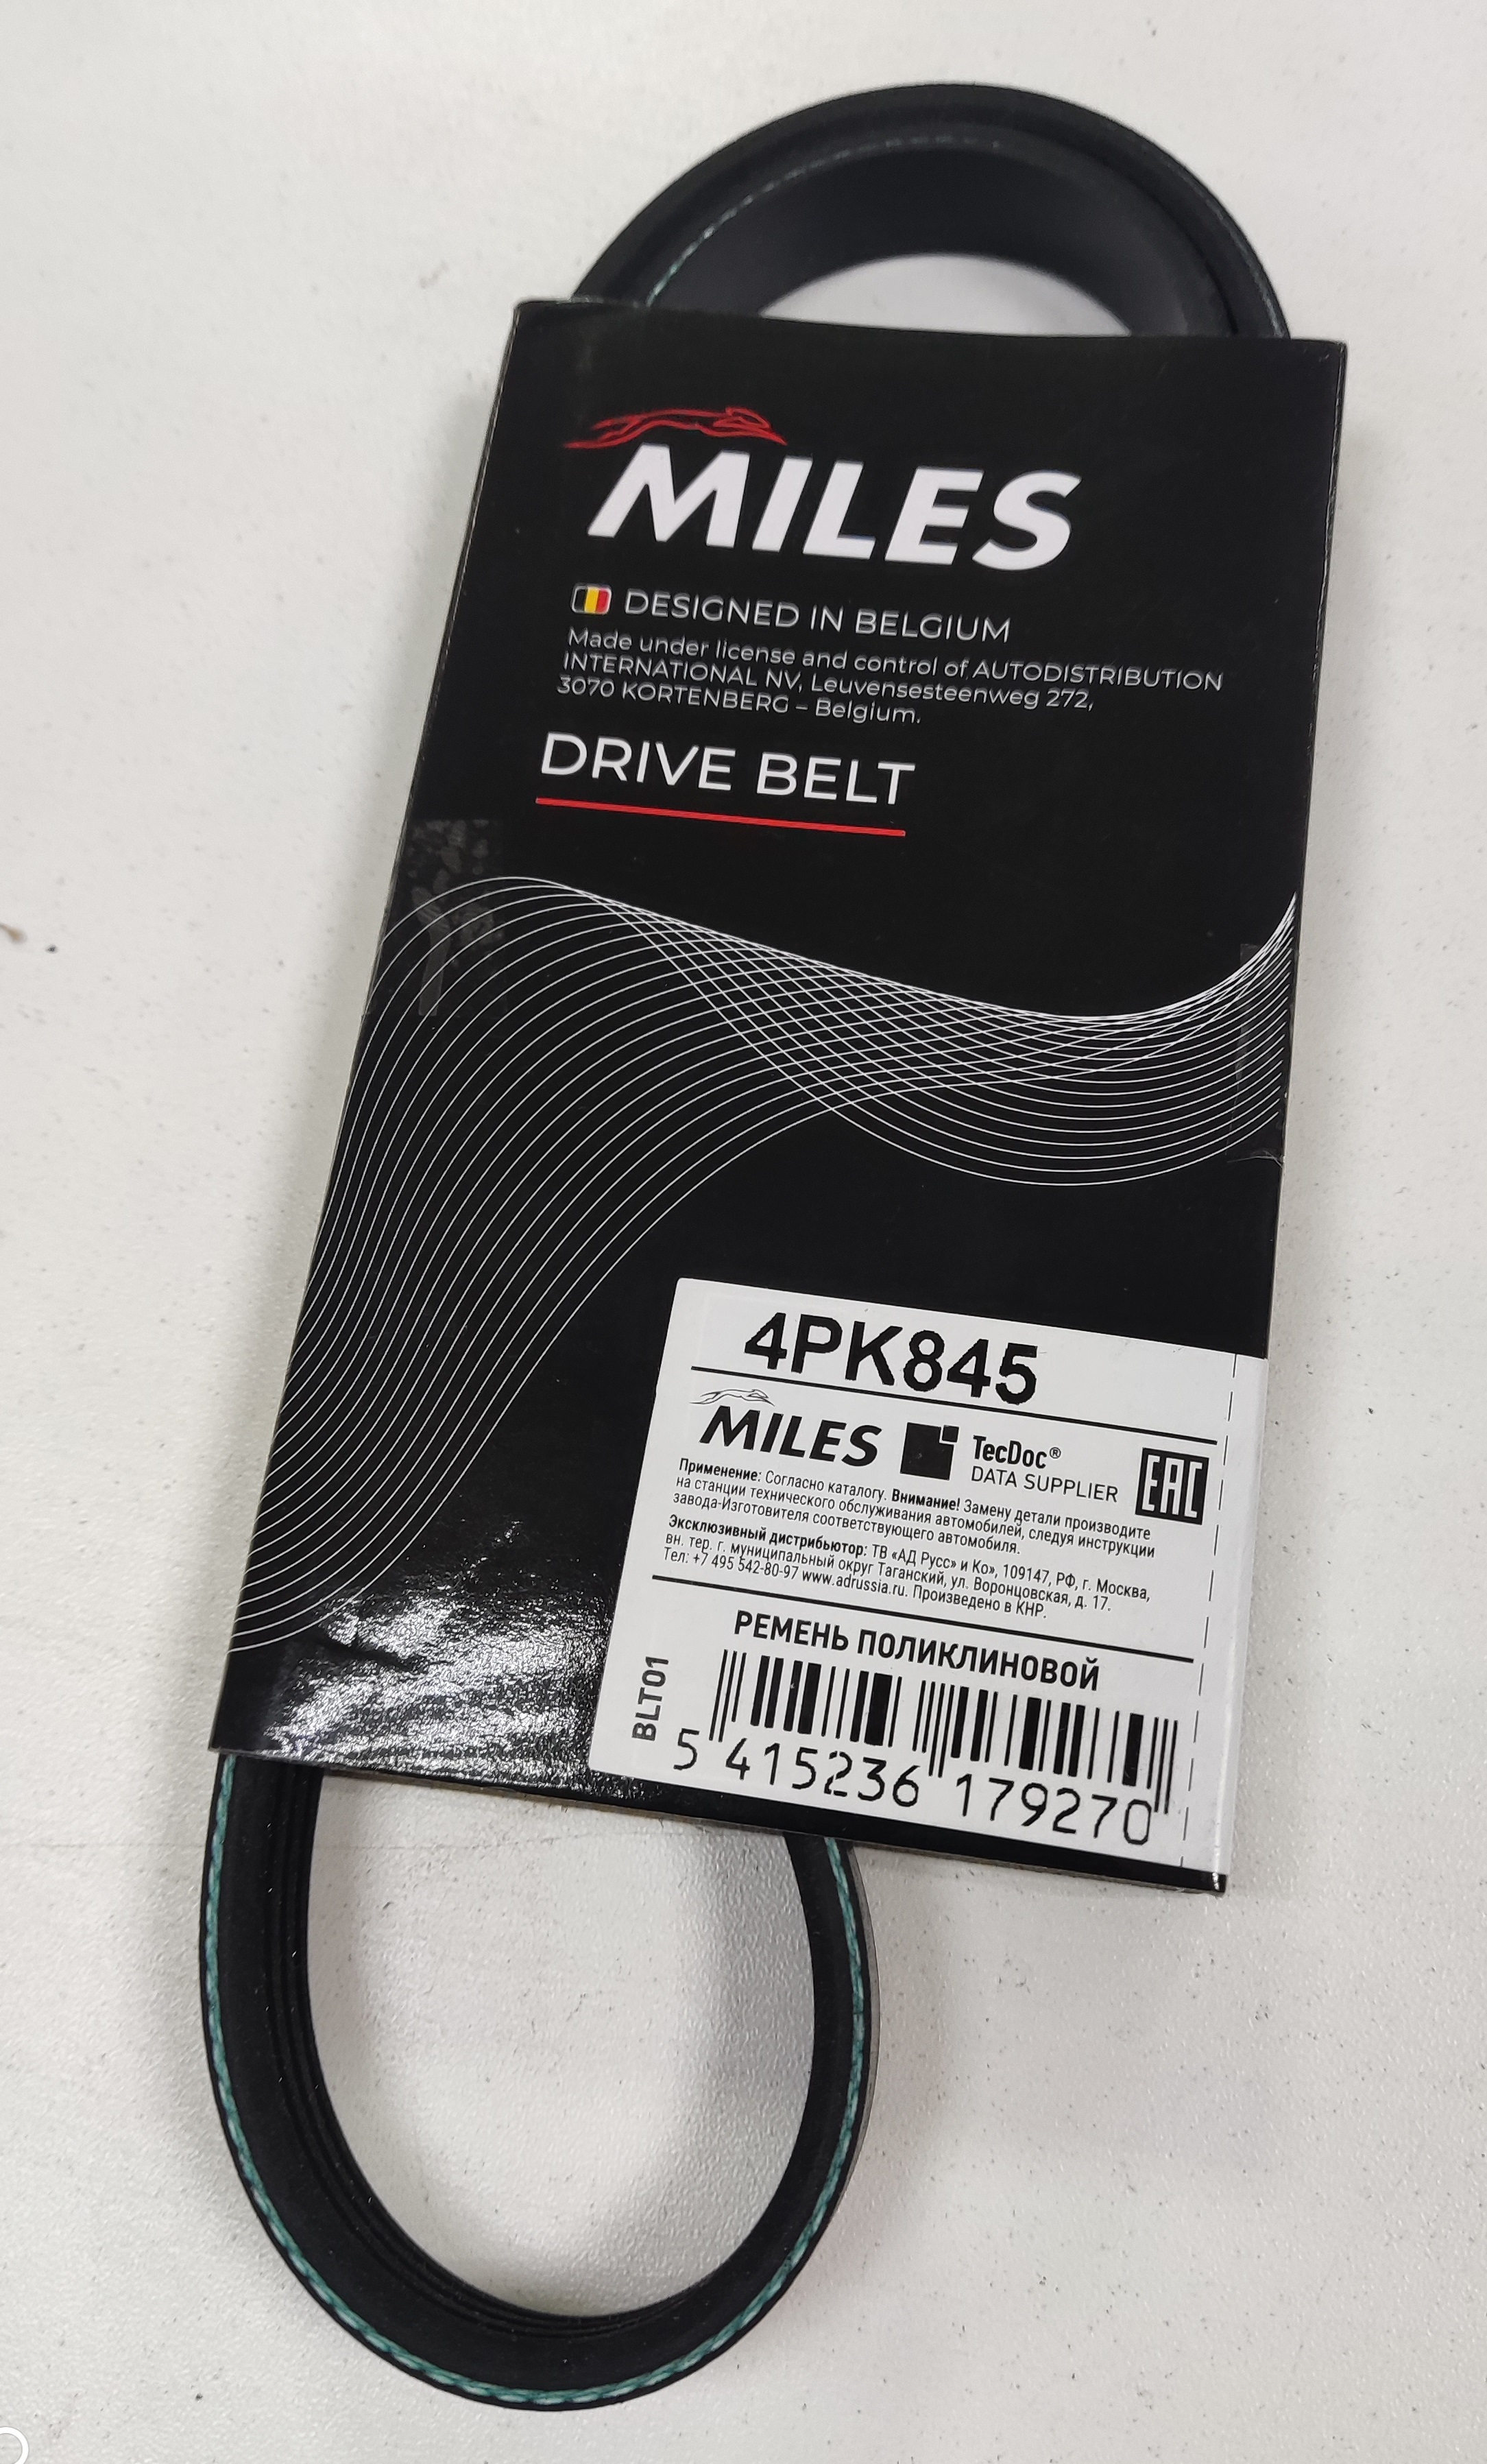 MILES
DESIGNED IN BELGIUM
Made under license and control of AUTODISTRIBUTION
INTERNATIONAL NV, Leuvensesteenweg 272,
3070 KORTENBERG – Belgium.
DRIVE BELT
4PK845
MILES TecDoc® EAC
DATA SUPPLIER
Применение: Согласно каталогу. Внимание! Замену детали производите
на станции технического обслуживания автомобилей, следуя инструкции
завода-Изготовителя соответствующего автомобиля.
Эксклюзивный дистрибьютор: ТВ «АД Русс» и Ко», 109147, РФ, г. Москва,
вн. тер. г. муниципальный округ Таганский, ул. Воронцовская, д. 17.
Тел: +7 495 542-80-97 www.adrussia.ru. Произведено в КНР.
РЕМЕНЬ ПОЛИКЛИНОВОЙ
BLT01
5 415236 179270